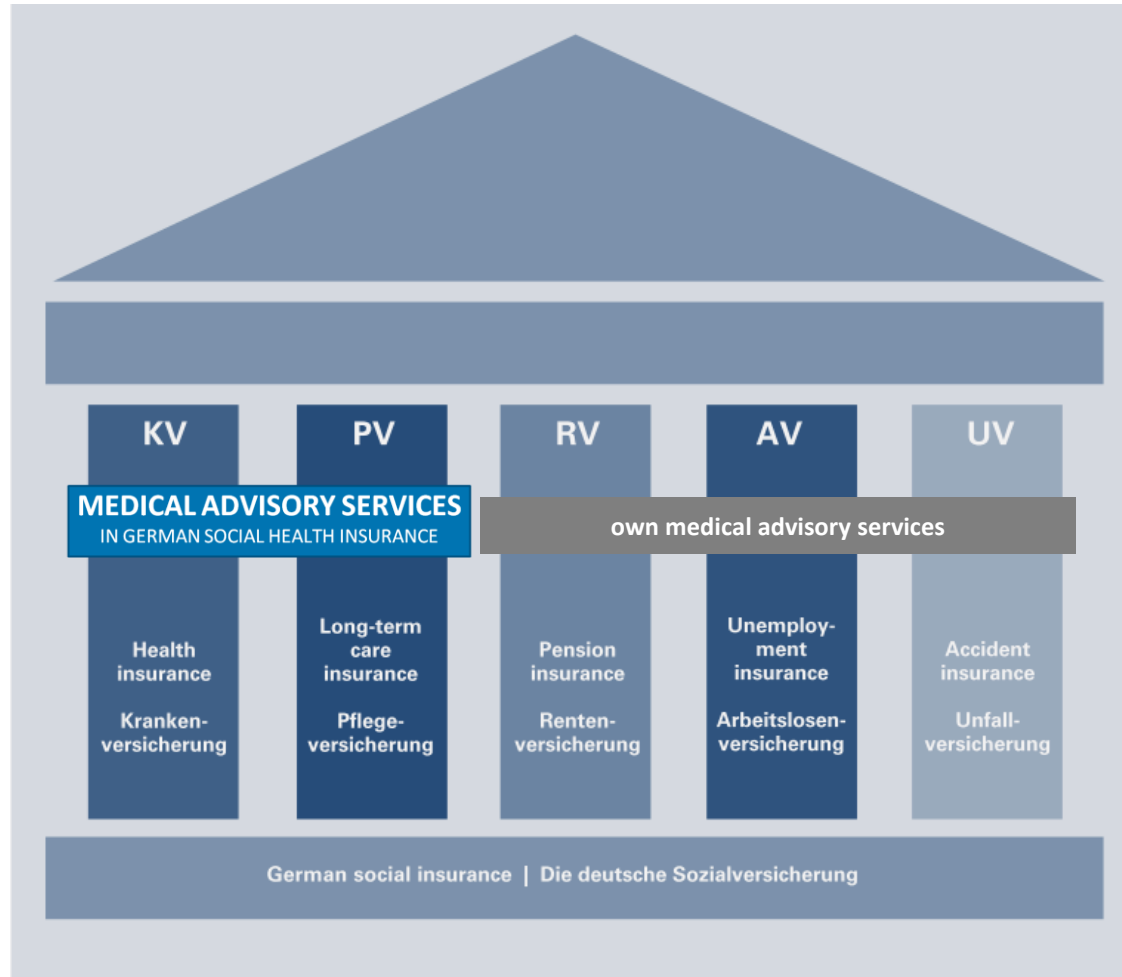 KV
PV
RV
AV
UV
MEDICAL ADVISORY SERVICES
IN GERMAN SOCIAL HEALTH INSURANCE
own medical advisory services
Health
insurance
Kranken-
versicherung
Long-term
care
insurance
Pflege-
versicherung
Pension
insurance
Renten-
versicherung
Unemploy-
ment
insurance
Arbeitslosen-
versicherung
Accident
insurance
Unfall-
versicherung
German social insurance | Die deutsche Sozialversicherung